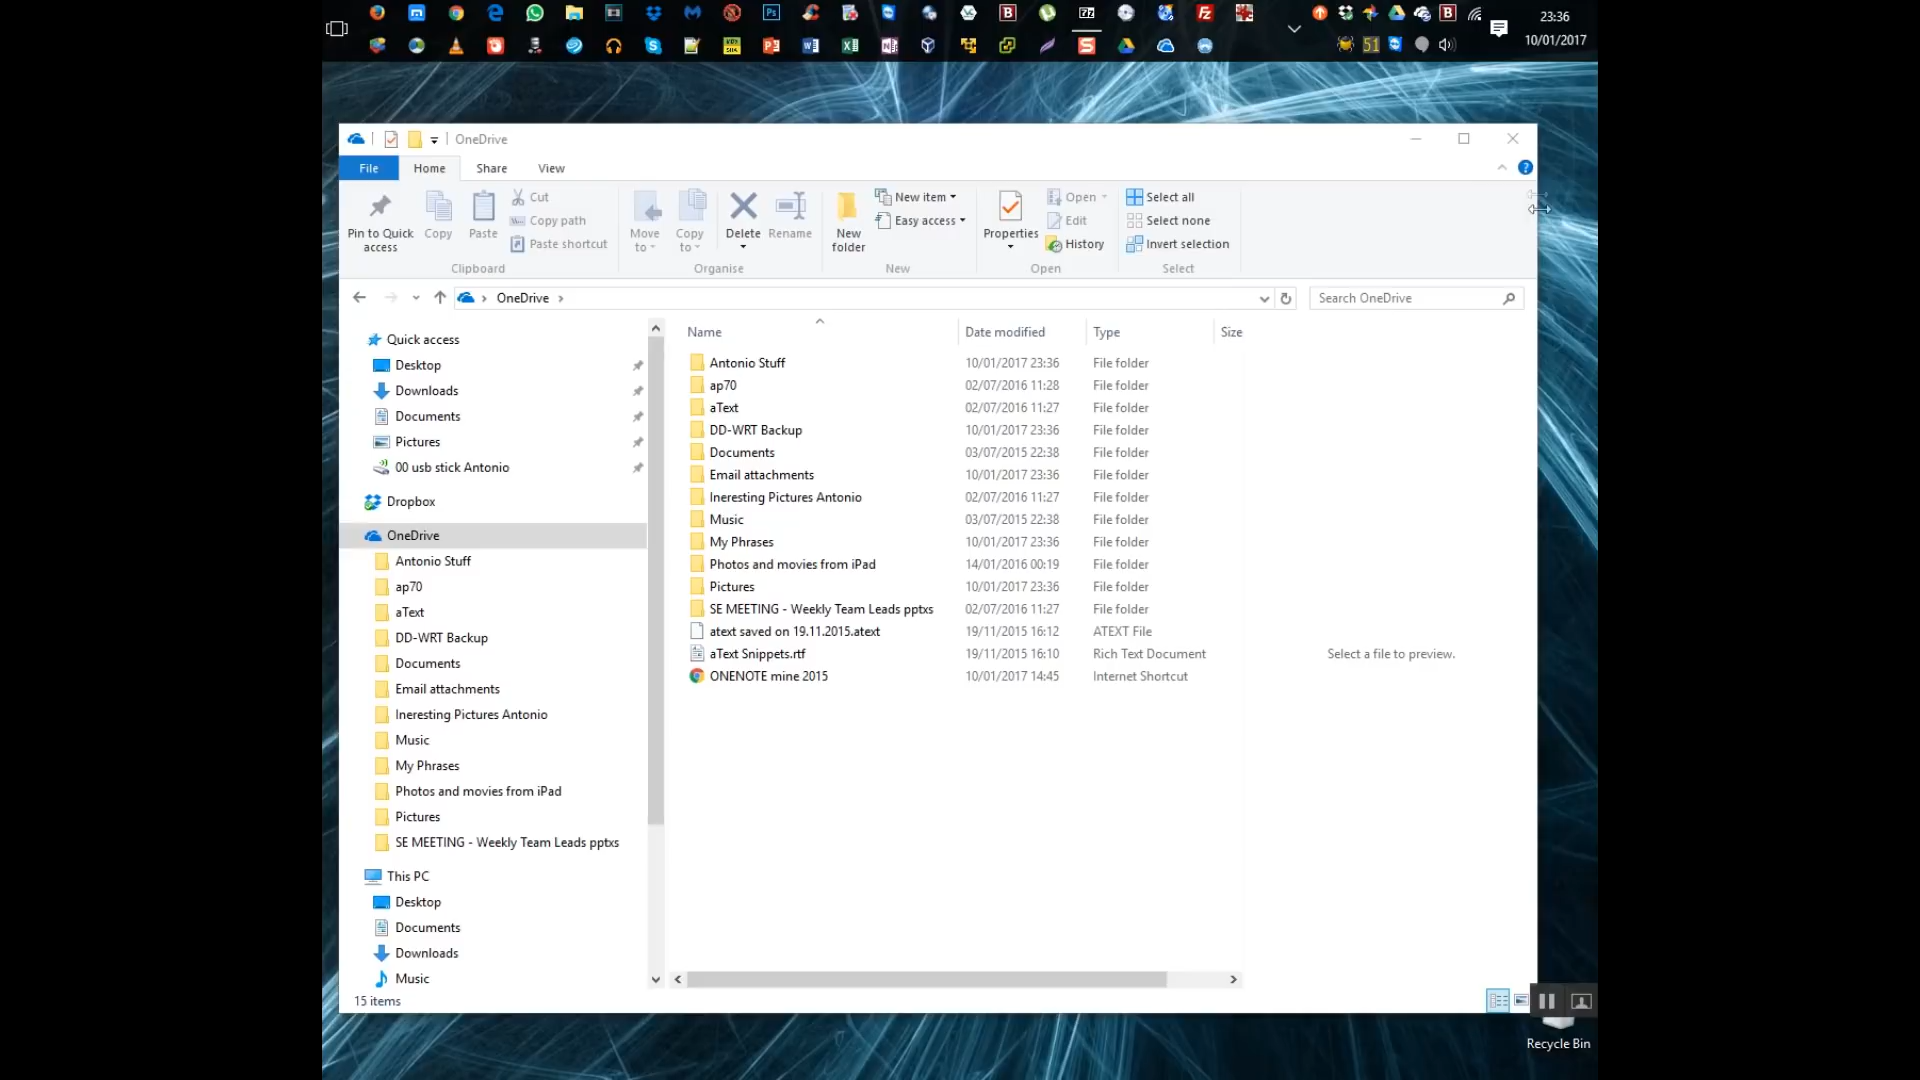 23:36
10/01/2017
51
OneDrive
File Home Share View
Pin to Quick access
Copy
Paste
Cut
Copy path
Paste shortcut
Clipboard
Move to
Copy to
Delete
Rename
Organise
New folder
New item
Easy access
New
Properties
Open
Edit
History
Open
Select all
Select none
Invert selection
Select
OneDrive
Search OneDrive
Quick access
Desktop
Downloads
Documents
Pictures
00 usb stick Antonio
Dropbox
OneDrive
Antonio Stuff
ap70
aText
DD-WRT Backup
Documents
Email attachments
Ineresting Pictures Antonio
Music
My Phrases
Photos and movies from iPad
Pictures
SE MEETING - Weekly Team Leads pptxs
This PC
Desktop
Documents
Downloads
Music
Name Date modified Type Size
Antonio Stuff 10/01/2017 23:36 File folder
ap70 02/07/2016 11:28 File folder
aText 02/07/2016 11:27 File folder
DD-WRT Backup 10/01/2017 23:36 File folder
Documents 03/07/2015 22:38 File folder
Email attachments 10/01/2017 23:36 File folder
Ineresting Pictures Antonio 02/07/2016 11:27 File folder
Music 03/07/2015 22:38 File folder
My Phrases 10/01/2017 23:36 File folder
Photos and movies from iPad 14/01/2016 00:19 File folder
Pictures 10/01/2017 23:36 File folder
SE MEETING - Weekly Team Leads pptxs 02/07/2016 11:27 File folder
atext saved on 19.11.2015.atext 19/11/2015 16:12 ATEXT File
aText Snippets.rtf 19/11/2015 16:10 Rich Text Document
ONENOTE mine 2015 10/01/2017 14:45 Internet Shortcut
Select a file to preview.
15 items
Recycle Bin